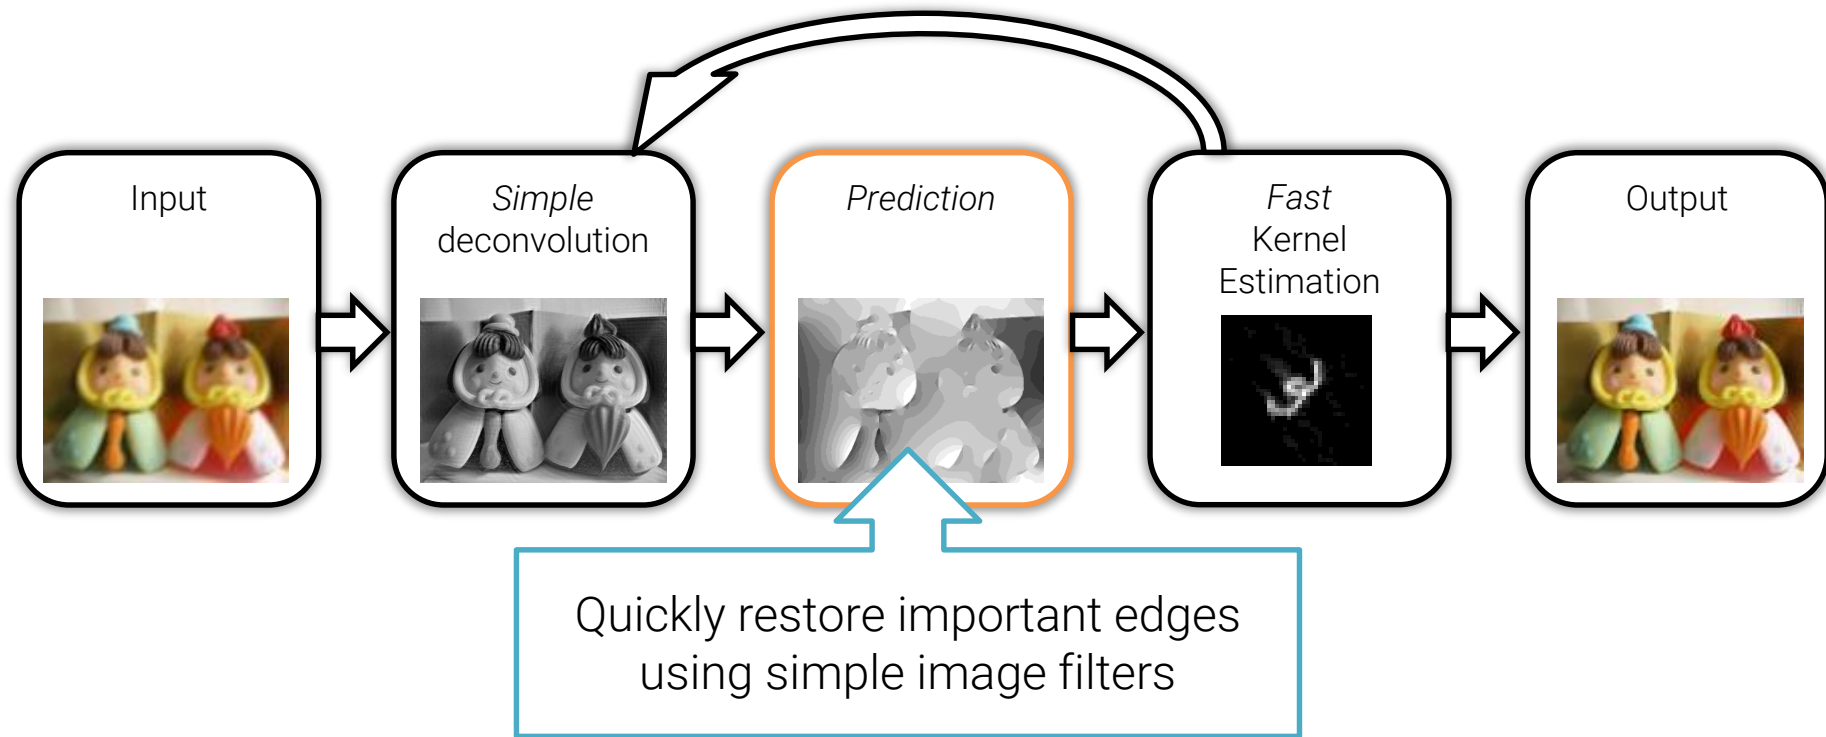 Input
Simple
deconvolution
Prediction
Fast
Kernel
Estimation
Output
Quickly restore important edges
using simple image filters